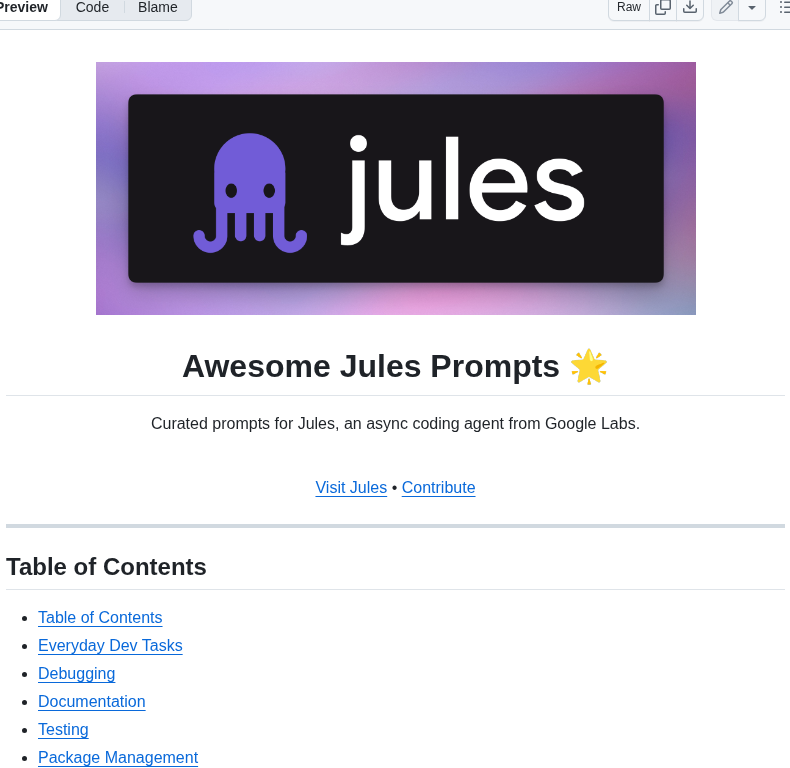 Preview Code Blame Raw
jules
Awesome Jules Prompts 🌟
Curated prompts for Jules, an async coding agent from Google Labs.
Visit Jules • Contribute
Table of Contents
• Table of Contents
• Everyday Dev Tasks
• Debugging
• Documentation
• Testing
• Package Management